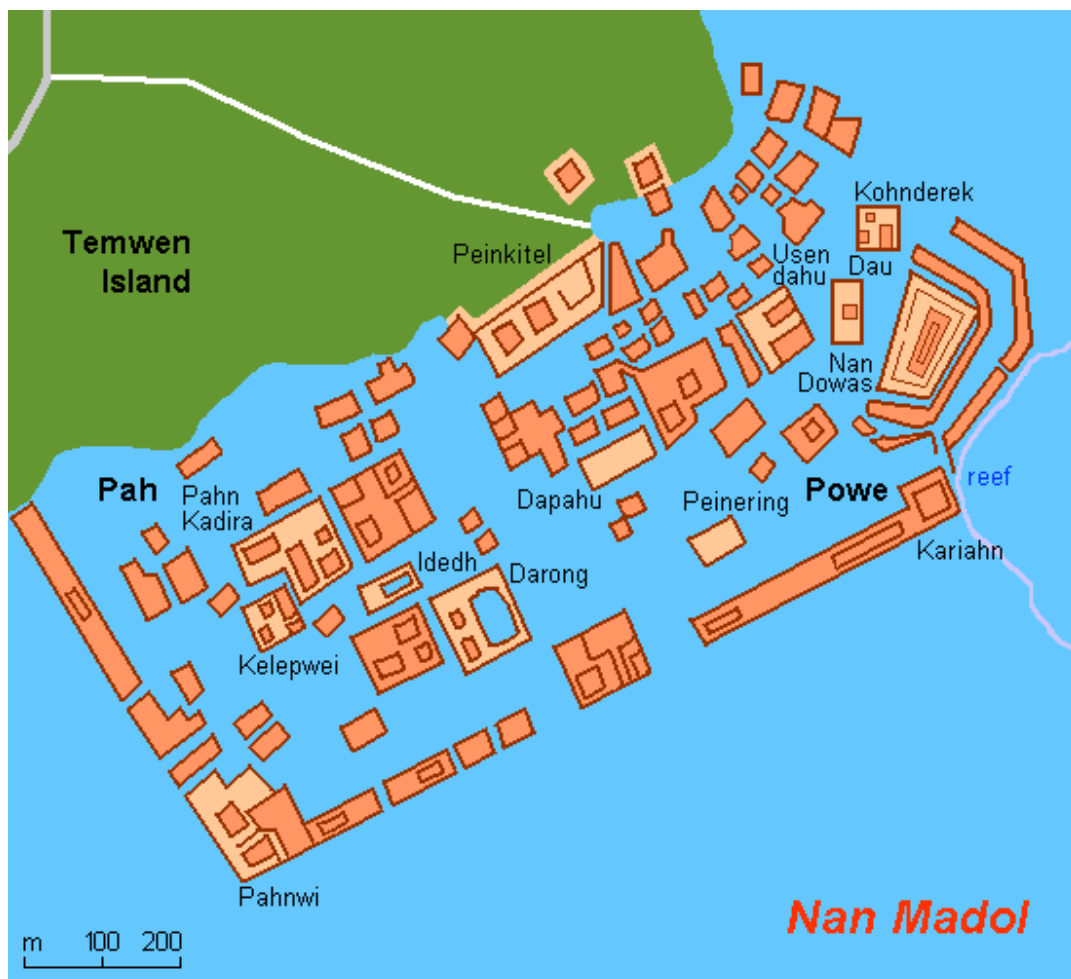 Kohnderek
Temwen
Island
Peinkitel
Usen
dahu
Dau
Nan
Dowas
Pah
Pahn
Kadira
Dapahu
Peinering
Powe
reef
Idedh
Darong
Kariahn
Kelepwei
Pahnwi
Nan Madol
m 100 200